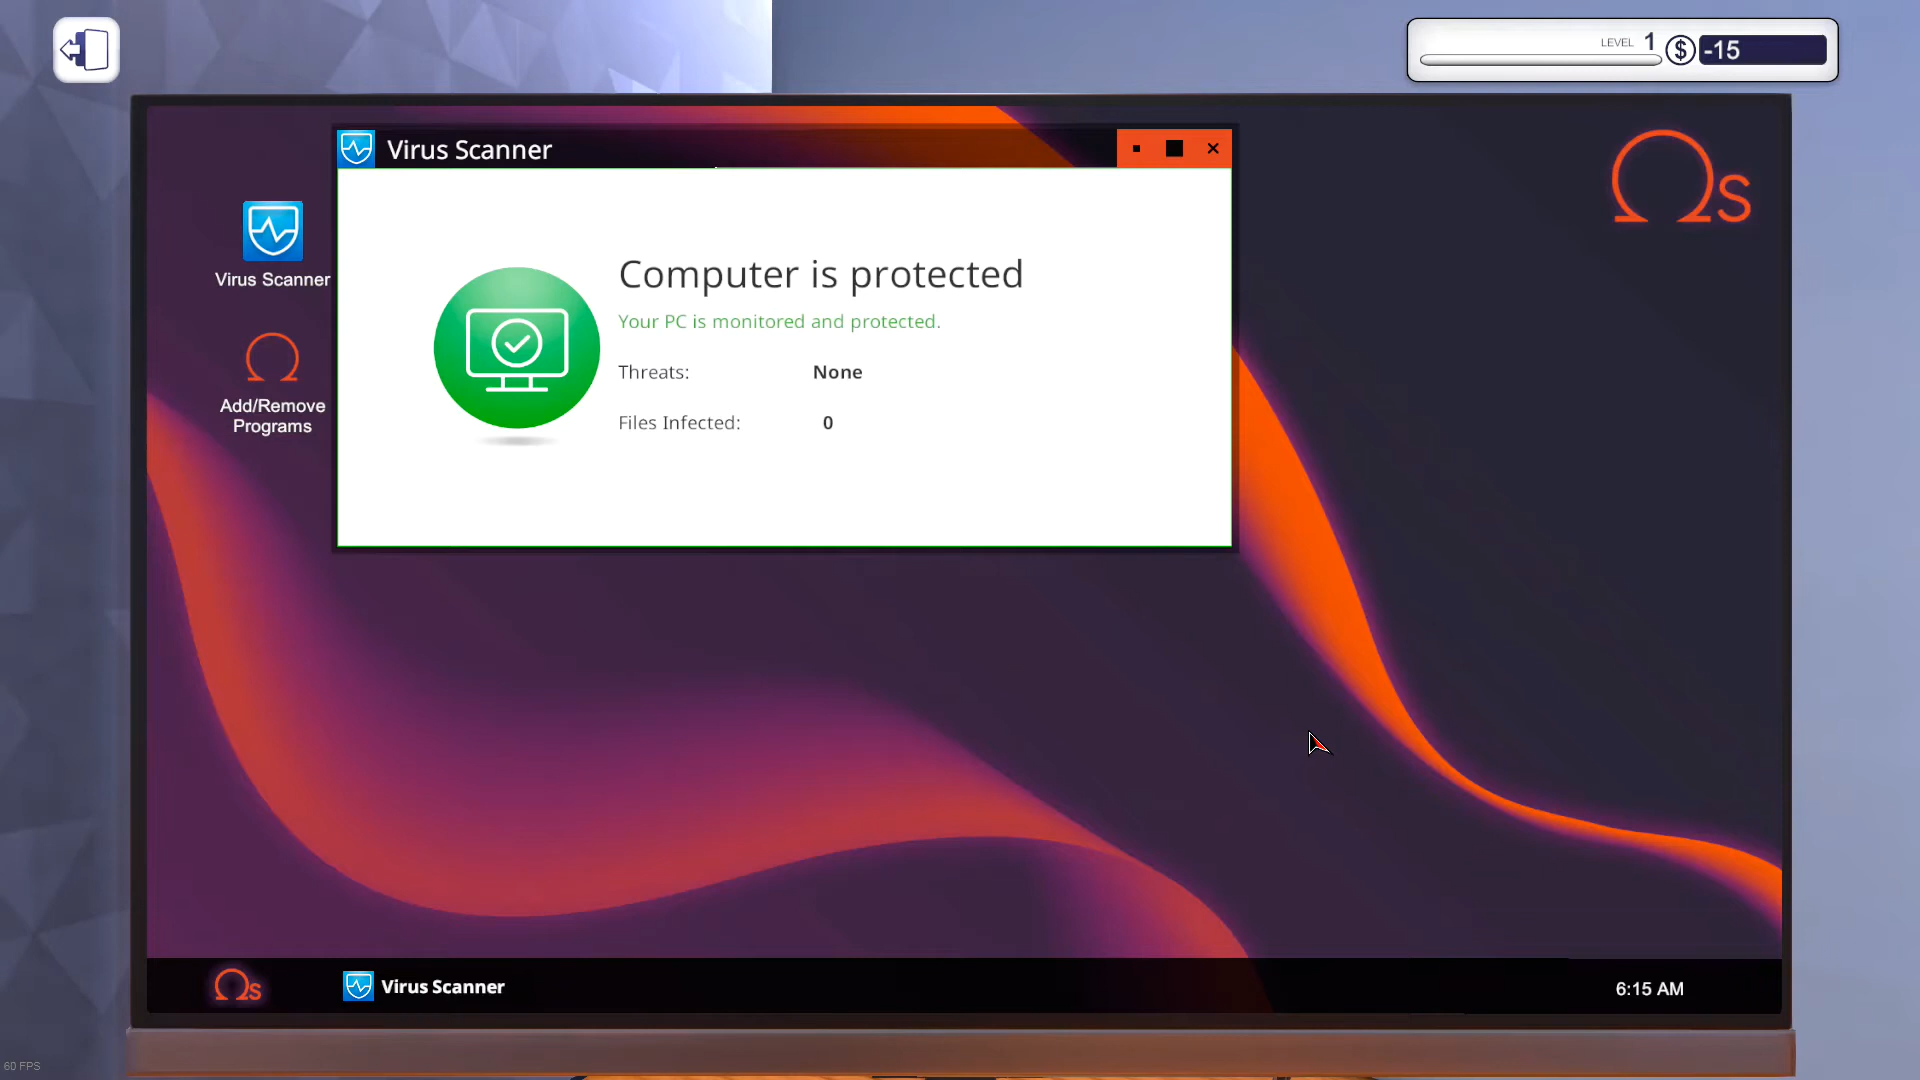 LEVEL 1
$ -15
Virus Scanner
Ωs
Virus Scanner
Computer is protected
Your PC is monitored and protected.
Threats: None
Files Infected: 0
Add/Remove
Programs
Ωs
Virus Scanner
6:15 AM
60 FPS